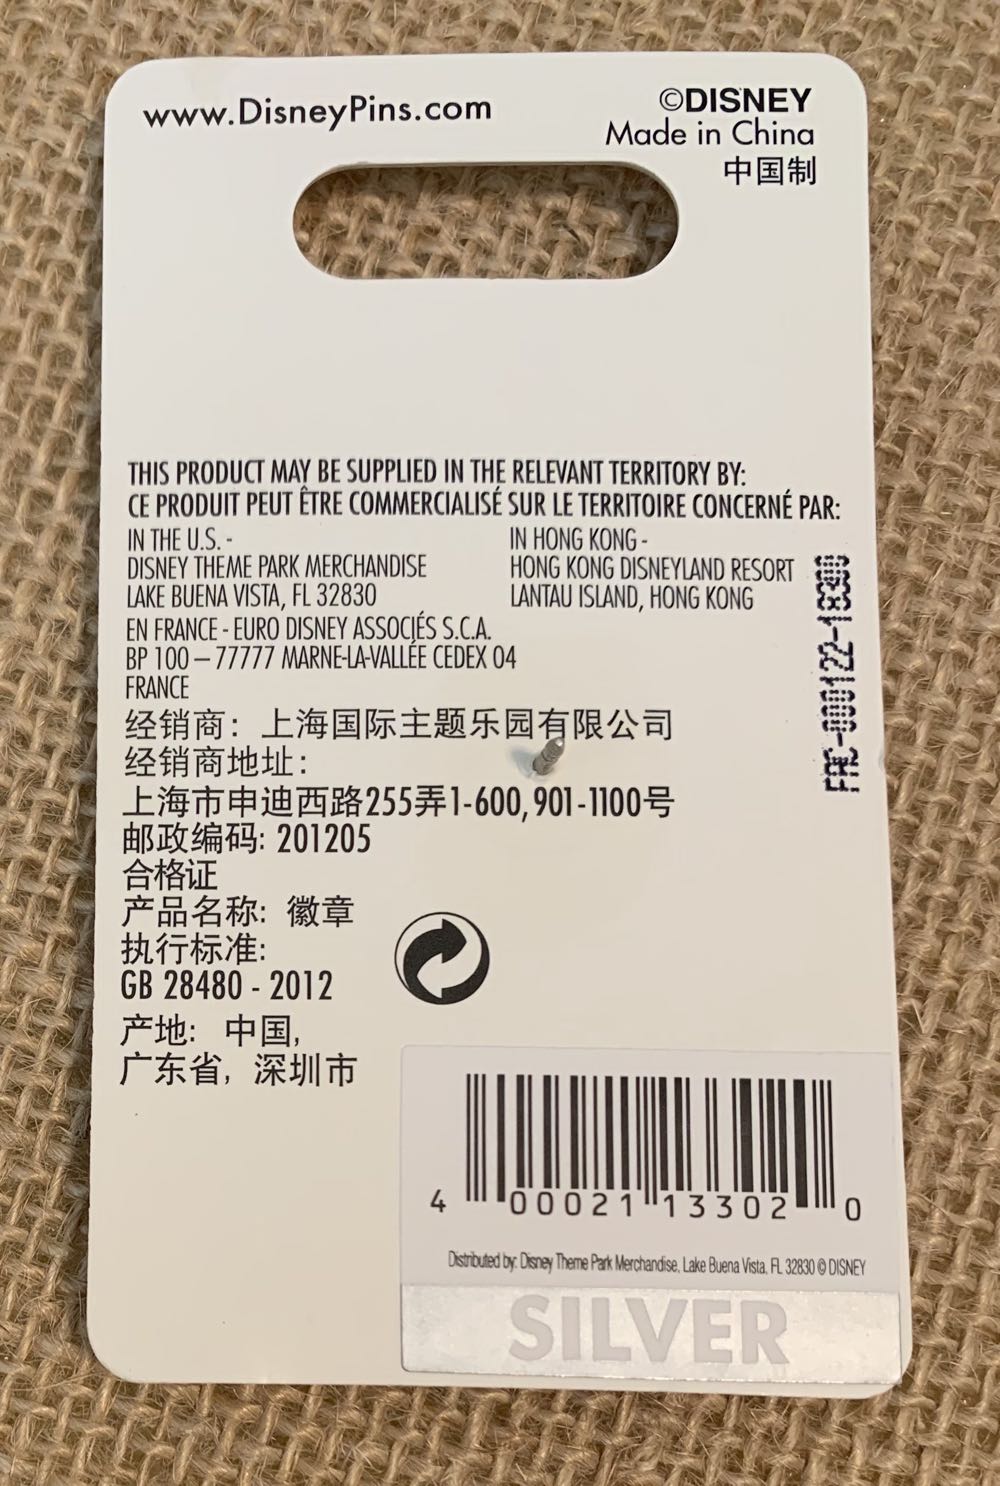 www.DisneyPins.com
©DISNEY
Made in China
中国制
THIS PRODUCT MAY BE SUPPLIED IN THE RELEVANT TERRITORY BY:
CE PRODUIT PEUT ÊTRE COMMERCIALISÉ SUR LE TERRITOIRE CONCERNÉ PAR:
IN THE U.S. -
DISNEY THEME PARK MERCHANDISE
LAKE BUENA VISTA, FL 32830
IN HONG KONG -
HONG KONG DISNEYLAND RESORT
LANTAU ISLAND, HONG KONG
EN FRANCE - EURO DISNEY ASSOCIÉS S.C.A.
BP 100 – 77777 MARNE-LA-VALLÉE CEDEX 04
FRANCE
经销商: 上海国际主题乐园有限公司
经销商地址:
上海市申迪西路255弄1-600, 901-1100号
邮政编码: 201205
合格证
产品名称: 徽章
执行标准:
GB 28480 - 2012
产地: 中国,
广东省, 深圳市
4 00021 13302 0
Distributed by: Disney Theme Park Merchandise, Lake Buena Vista, FL 32830 © DISNEY
SILVER